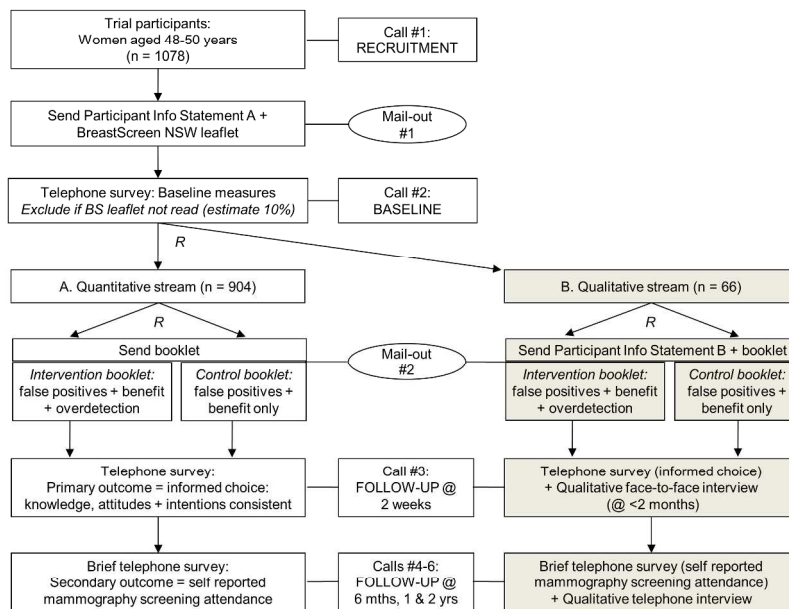 Trial participants:
Women aged 48-50 years
(n = 1078)
Call #1:
RECRUITMENT
Send Participant Info Statement A +
BreastScreen NSW leaflet
Mail-out
#1
Telephone survey: Baseline measures
Exclude if BS leaflet not read (estimate 10%)
Call #2:
BASELINE
R
A. Quantitative stream (n = 904)
B. Qualitative stream (n = 66)
R
R
Send booklet
Mail-out
#2
Send Participant Info Statement B + booklet
Intervention booklet:
false positives + benefit
+ overdetection
Control booklet:
false positives +
benefit only
Intervention booklet:
false positives + benefit
+ overdetection
Control booklet:
false positives +
benefit only
Telephone survey:
Primary outcome = informed choice:
knowledge, attitudes + intentions consistent
Call #3:
FOLLOW-UP @
2 weeks
Telephone survey (informed choice)
+ Qualitative face-to-face interview
(@ <2 months)
Brief telephone survey:
Secondary outcome = self reported
mammography screening attendance
Calls #4-6:
FOLLOW-UP @
6 mths, 1 & 2 yrs
Brief telephone survey (self reported
mammography screening attendance)
+ Qualitative telephone interview